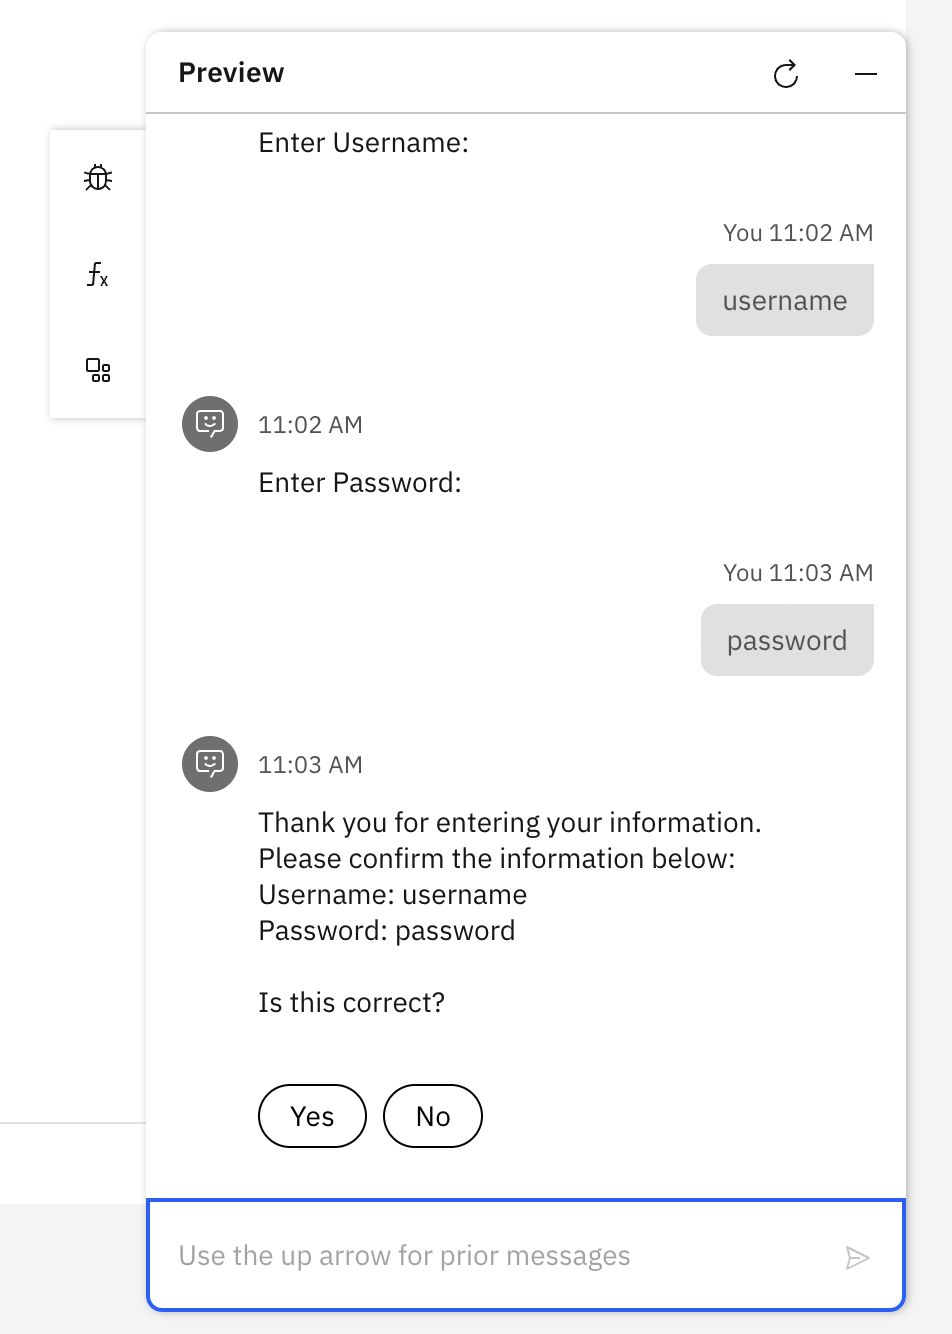 Preview
Enter Username:
You 11:02 AM
username
11:02 AM
Enter Password:
You 11:03 AM
password
11:03 AM
Thank you for entering your information.
Please confirm the information below:
Username: username
Password: password
Is this correct?
Yes No
Use the up arrow for prior messages